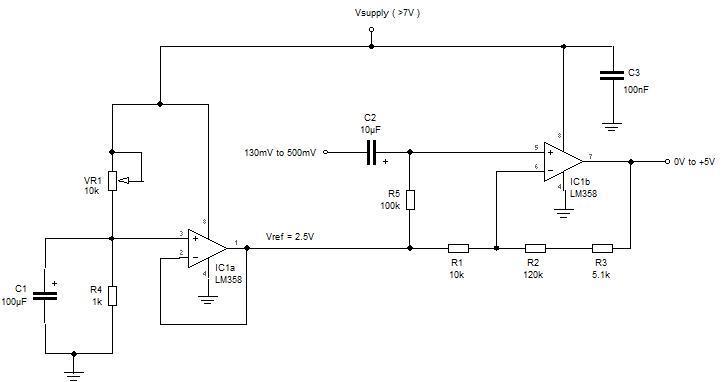 Vsupply ( >7V )
C3
100nF
8
C2
10µF
130mV to 500mV
+
5
+
7
0V to +5V
6
−
IC1b
LM358
4
VR1
10k
R5
100k
8
3
+
1
Vref = 2.5V
2
−
IC1a
LM358
4
R1
10k
R2
120k
R3
5.1k
C1
100µF
+
R4
1k